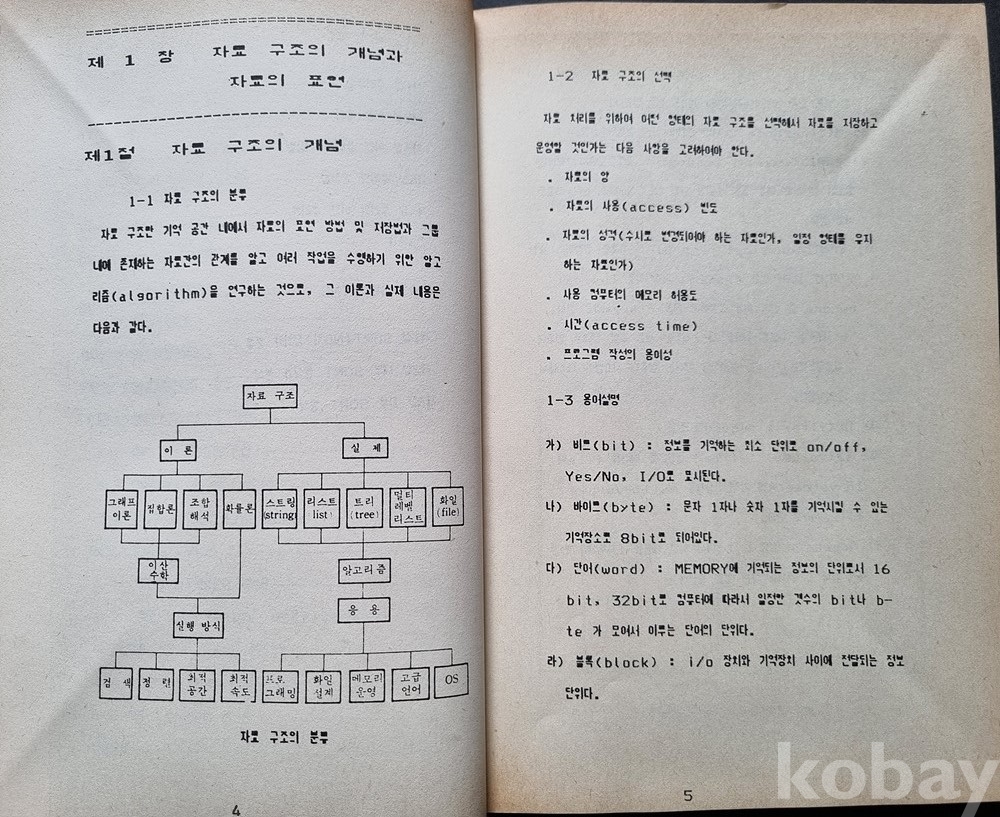 제 1 장 자료 구조의 개념과
자료의 표현
제1절 자료 구조의 개념
1-1 자료 구조의 분류
자료 구조란 기억 공간 내에서 자료의 표현 방법 및 저장법과 그룹
내에 존재하는 자료간의 관계를 알고 여러 작업을 수행하기 위한 알고
리즘(algorithm)을 연구하는 것으로, 그 이론과 실제 내용은
다음과 같다.
자료 구조
이 론
실 제
그래프
이론
집합론
조합
해석
확률론
스트링
(string)
리스트
list)
트리
(tree)
멀티
레벨
리스트
화일
(file)
이산
수학
알고리즘
실행 방식
응 용
검 색
정 련
최적
공간
최적
속도
프로
그래밍
화일
설계
메모리
운영
고급
언어
OS
자료 구조의 분류
4
1-2 자료 구조의 선택
자료 처리를 위하여 어떤 형태의 자료 구조를 선택해서 자료를 저장하고
운영할 것인가는 다음 사항을 고려하여야 한다.
. 자료의 양
. 자료의 사용(access) 빈도
. 자료의 성격(수시로 변경되어야 하는 자료인가, 일정 형태를 유지
하는 자료인가)
. 사용 컴퓨터의 메모리 허용도
. 시간(access time)
. 프로그램 작성의 용이성
1-3 용어설명
가) 비트(bit) : 정보를 기억하는 최소 단위로 on/off,
Yes/No, I/O로 표시된다.
나) 바이트(byte) : 문자 1자나 숫자 1자를 기억시킬 수 있는
기억장소로 8bit로 되어있다.
다) 단어(word) : MEMORY에 기억되는 정보의 단위로서 16
bit, 32bit로 컴퓨터에 따라서 일정한 갯수의 bit나 b-
te 가 모여서 이루는 단어의 단위다.
라) 블록(block) : i/o 장치와 기억장치 사이에 전달되는 정보
단위다.
5
kobay